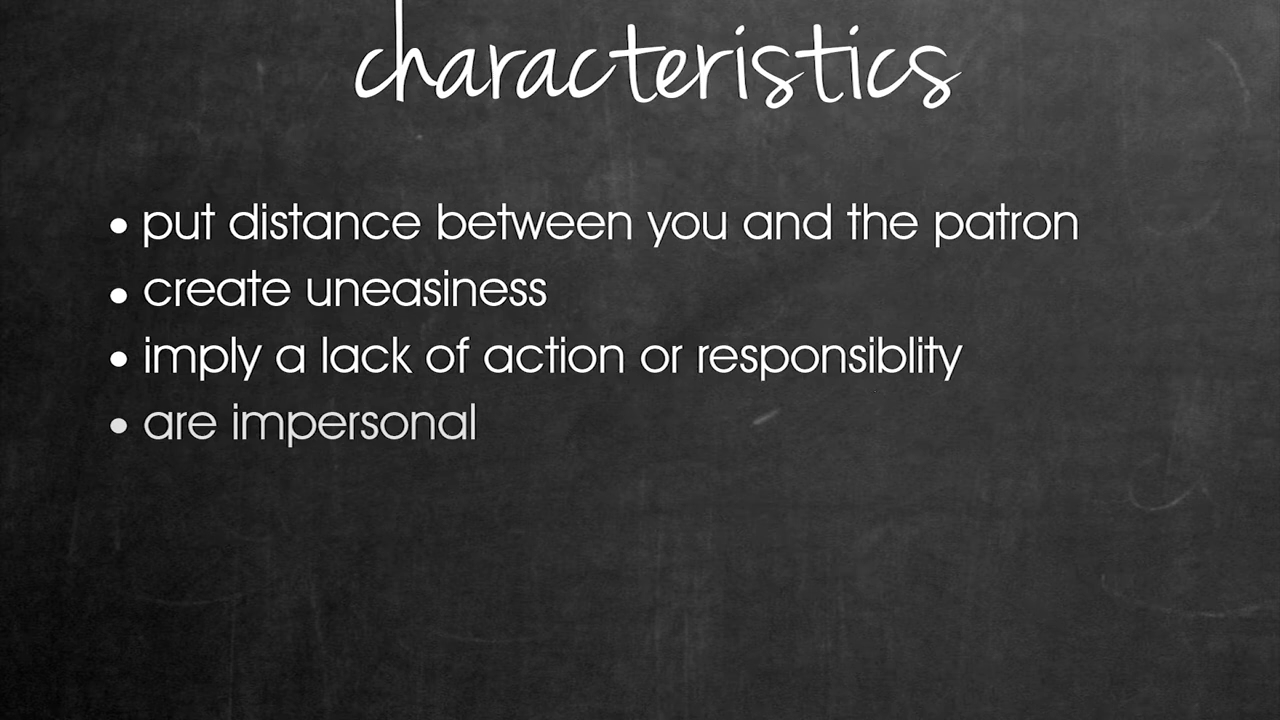 characteristics
• put distance between you and the patron
• create uneasiness
• imply a lack of action or responsiblity
• are impersonal